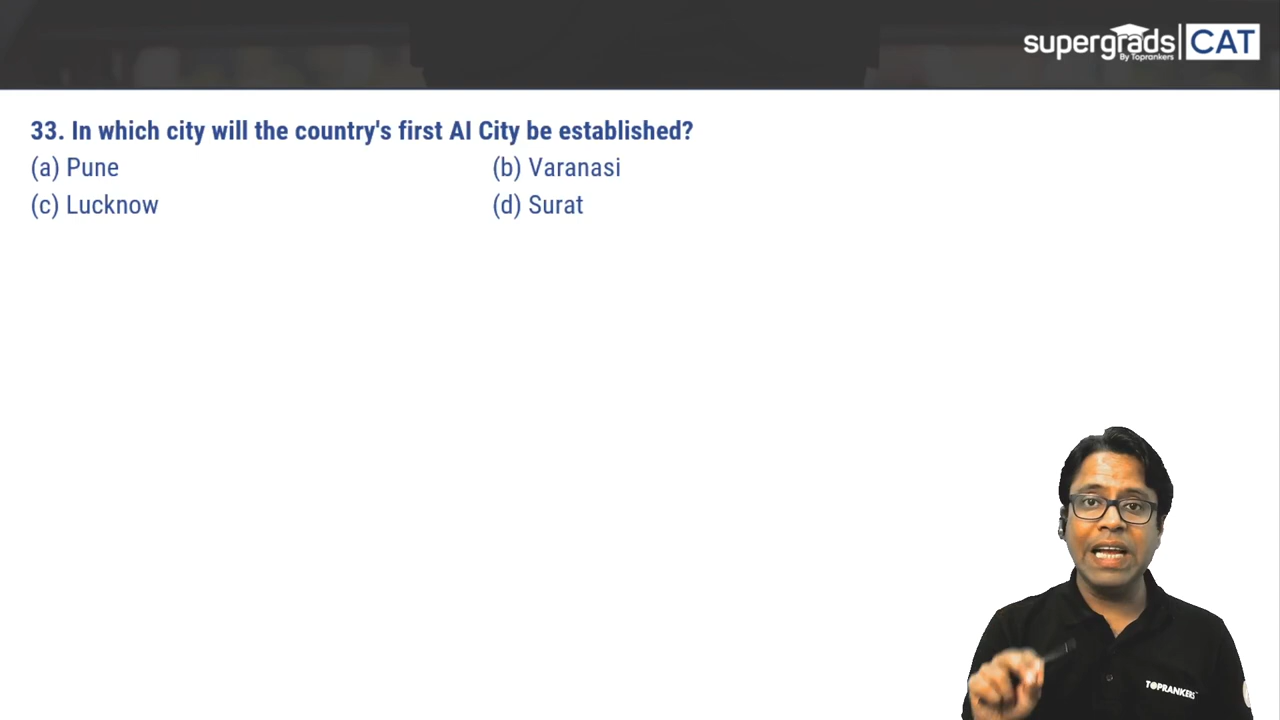 supergrads
By Toprankers
CAT
33. In which city will the country's first AI City be established?
(a) Pune (b) Varanasi
(c) Lucknow (d) Surat
TOPRANKERS